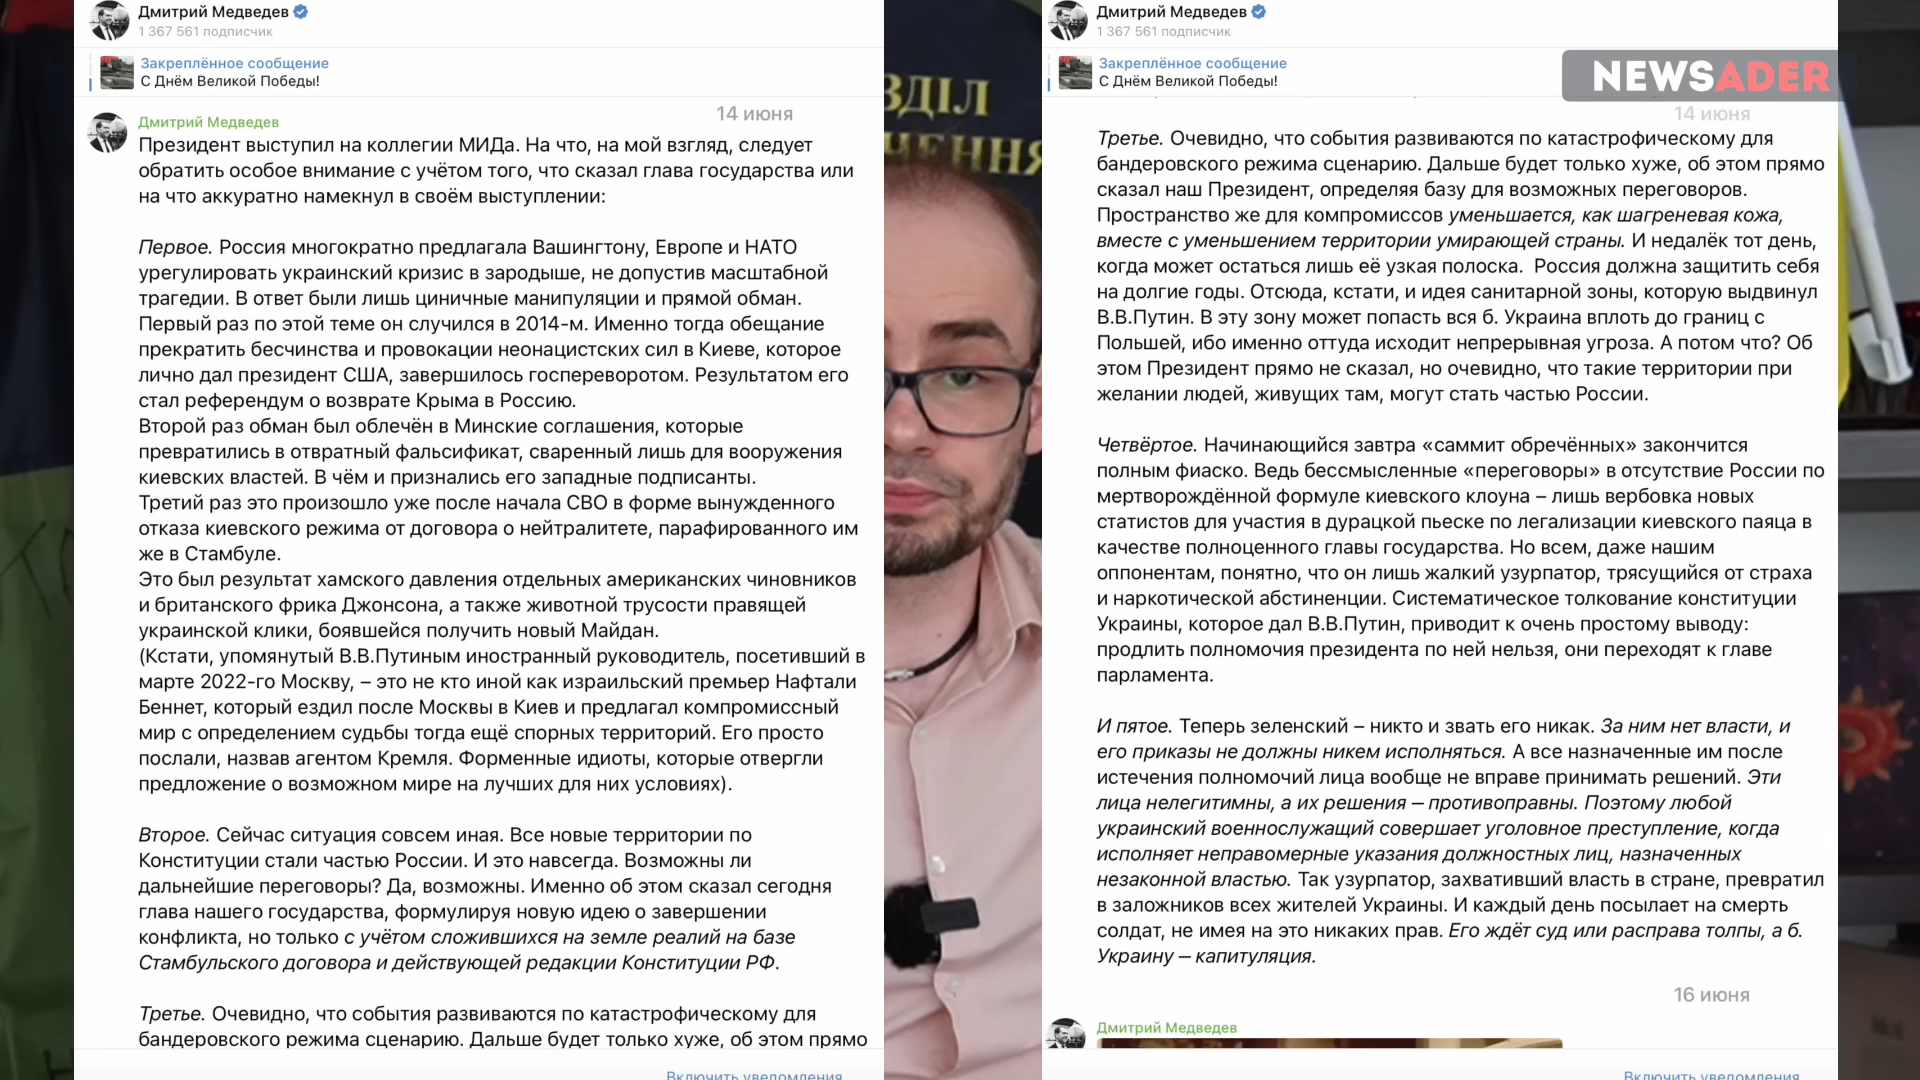 Дмитрий Медведев
1 367 561 подписчик
Закреплённое сообщение
С Днём Великой Победы!
14 июня
Дмитрий Медведев
Президент выступил на коллегии МИДа. На что, на мой взгляд, следует
обратить особое внимание с учётом того, что сказал глава государства или
на что аккуратно намекнул в своём выступлении:
Первое. Россия многократно предлагала Вашингтону, Европе и НАТО
урегулировать украинский кризис в зародыше, не допустив масштабной
трагедии. В ответ были лишь циничные манипуляции и прямой обман.
Первый раз по этой теме он случился в 2014-м. Именно тогда обещание
прекратить бесчинства и провокации неонацистских сил в Киеве, которое
лично дал президент США, завершилось госпереворотом. Результатом его
стал референдум о возврате Крыма в Россию.
Второй раз обман был облечён в Минские соглашения, которые
превратились в отвратный фальсификат, сваренный лишь для вооружения
киевских властей. В чём и признались его западные подписанты.
Третий раз это произошло уже после начала СВО в форме вынужденного
отказа киевского режима от договора о нейтралитете, парафированного им
же в Стамбуле.
Это был результат хамского давления отдельных американских чиновников
и британского фрика Джонсона, а также животной трусости правящей
украинской клики, боявшейся получить новый Майдан.
(Кстати, упомянутый В.В.Путиным иностранный руководитель, посетивший в
марте 2022-го Москву, – это не кто иной как израильский премьер Нафтали
Беннет, который ездил после Москвы в Киев и предлагал компромиссный
мир с определением судьбы тогда ещё спорных территорий. Его просто
послали, назвав агентом Кремля. Форменные идиоты, которые отвергли
предложение о возможном мире на лучших для них условиях).
Второе. Сейчас ситуация совсем иная. Все новые территории по
Конституции стали частью России. И это навсегда. Возможны ли
дальнейшие переговоры? Да, возможны. Именно об этом сказал сегодня
глава нашего государства, формулируя новую идею о завершении
конфликта, но только с учётом сложившихся на земле реалий на базе
Стамбульского договора и действующей редакции Конституции РФ.
Третье. Очевидно, что события развиваются по катастрофическому для
бандеровского режима сценарию. Дальше будет только хуже, об этом прямо
Включить уведомления
ЗДІЛ
ЧЕННЯ
Дмитрий Медведев
1 367 561 подписчик
Закреплённое сообщение
С Днём Великой Победы!
NEWSADER
14 июня
Третье. Очевидно, что события развиваются по катастрофическому для
бандеровского режима сценарию. Дальше будет только хуже, об этом прямо
сказал наш Президент, определяя базу для возможных переговоров.
Пространство же для компромиссов уменьшается, как шагреневая кожа,
вместе с уменьшением территории умирающей страны. И недалёк тот день,
когда может остаться лишь её узкая полоска. Россия должна защитить себя
на долгие годы. Отсюда, кстати, и идея санитарной зоны, которую выдвинул
В.В.Путин. В эту зону может попасть вся б. Украина вплоть до границ с
Польшей, ибо именно оттуда исходит непрерывная угроза. А потом что? Об
этом Президент прямо не сказал, но очевидно, что такие территории при
желании людей, живущих там, могут стать частью России.
Четвёртое. Начинающийся завтра «саммит обречённых» закончится
полным фиаско. Ведь бессмысленные «переговоры» в отсутствие России по
мертворождённой формуле киевского клоуна – лишь вербовка новых
статистов для участия в дурацкой пьеске по легализации киевского паяца в
качестве полноценного главы государства. Но всем, даже нашим
оппонентам, понятно, что он лишь жалкий узурпатор, трясущийся от страха
и наркотической абстиненции. Систематическое толкование конституции
Украины, которое дал В.В.Путин, приводит к очень простому выводу:
продлить полномочия президента по ней нельзя, они переходят к главе
парламента.
И пятое. Теперь зеленский – никто и звать его никак. За ним нет власти, и
его приказы не должны никем исполняться. А все назначенные им после
истечения полномочий лица вообще не вправе принимать решений. Эти
лица нелегитимны, а их решения – противоправны. Поэтому любой
украинский военнослужащий совершает уголовное преступление, когда
исполняет неправомерные указания должностных лиц, назначенных
незаконной властью. Так узурпатор, захвативший власть в стране, превратил
в заложников всех жителей Украины. И каждый день посылает на смерть
солдат, не имея на это никаких прав. Его ждёт суд или расправа толпы, а б.
Украину – капитуляция.
16 июня
Дмитрий Медведев
Включить уведомления